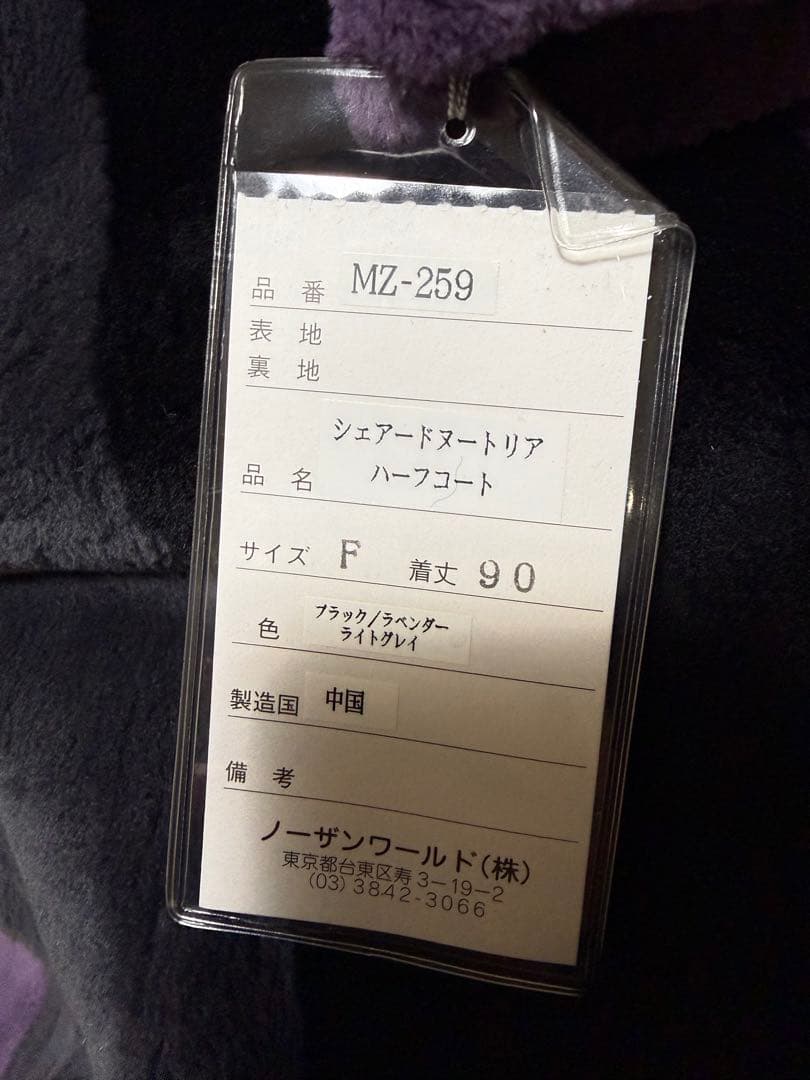 品番 MZ-259
表地
裏地
品名 シェアードヌートリア
ハーフコート
サイズ F 着丈 90
色 ブラック/ラベンダー
ライトグレイ
製造国 中国
備考
ノーザンワールド(株)
東京都台東区寿3-19-2
(03)3842-3066